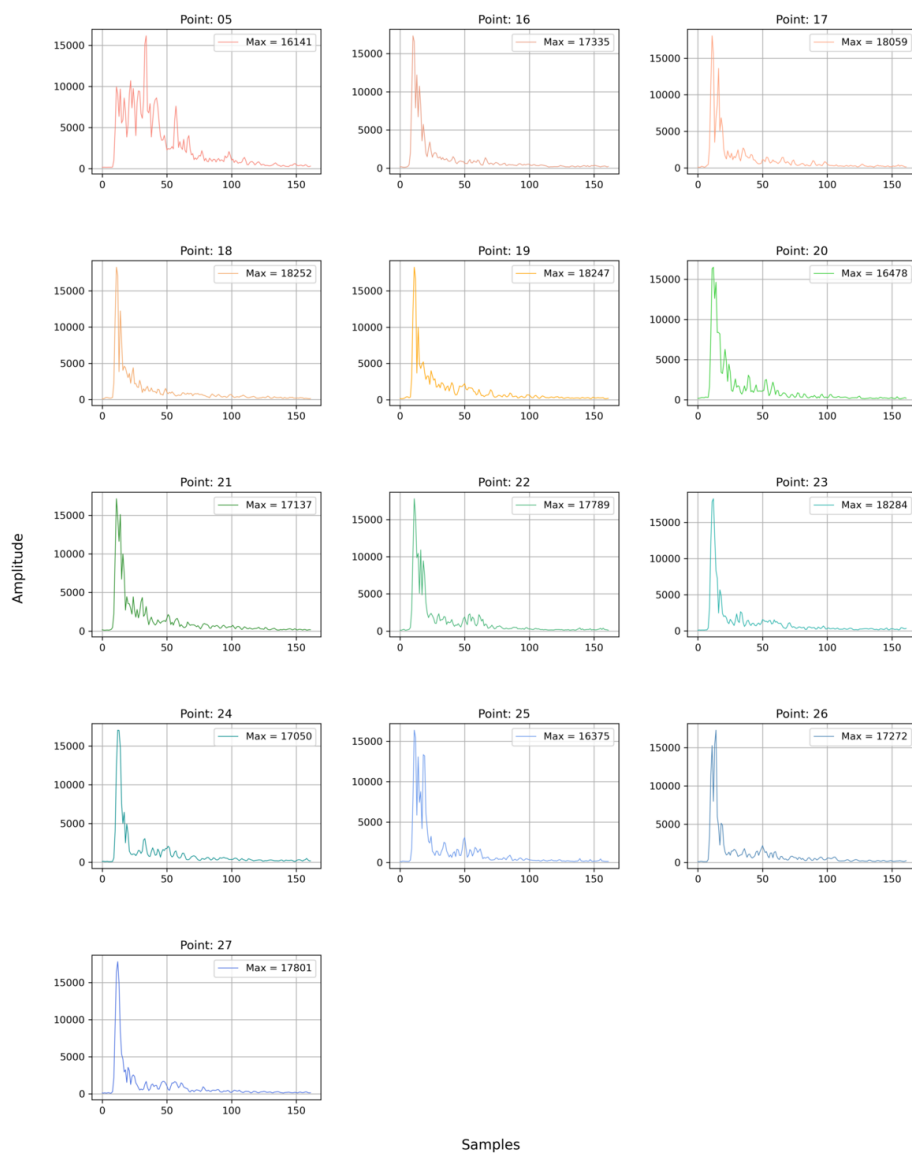 Point: 05
Point: 16
Point: 17
Max = 16141
Max = 17335
Max = 18059
15000
10000
5000
0
0 50 100 150
15000
10000
5000
0
0 50 100 150
15000
10000
5000
0
0 50 100 150
Point: 18
Point: 19
Point: 20
Max = 18252
Max = 18247
Max = 16478
15000
10000
5000
0
0 50 100 150
15000
10000
5000
0
0 50 100 150
15000
10000
5000
0
0 50 100 150
Point: 21
Point: 22
Point: 23
Max = 17137
Max = 17789
Max = 18284
15000
10000
5000
0
0 50 100 150
15000
10000
5000
0
0 50 100 150
15000
10000
5000
0
0 50 100 150
Amplitude
Point: 24
Point: 25
Point: 26
Max = 17050
Max = 16375
Max = 17272
15000
10000
5000
0
0 50 100 150
15000
10000
5000
0
0 50 100 150
15000
10000
5000
0
0 50 100 150
Point: 27
Max = 17801
15000
10000
5000
0
0 50 100 150
Samples